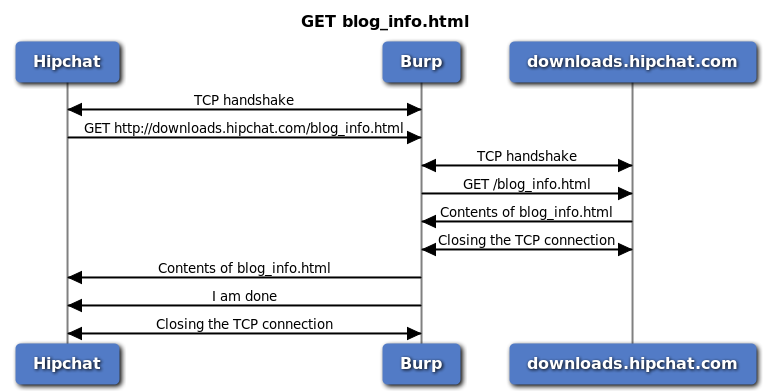 GET blog_info.html
Hipchat
Burp
downloads.hipchat.com
TCP handshake
GET http://downloads.hipchat.com/blog_info.html
TCP handshake
GET /blog_info.html
Contents of blog_info.html
Closing the TCP connection
Contents of blog_info.html
I am done
Closing the TCP connection
Hipchat
Burp
downloads.hipchat.com